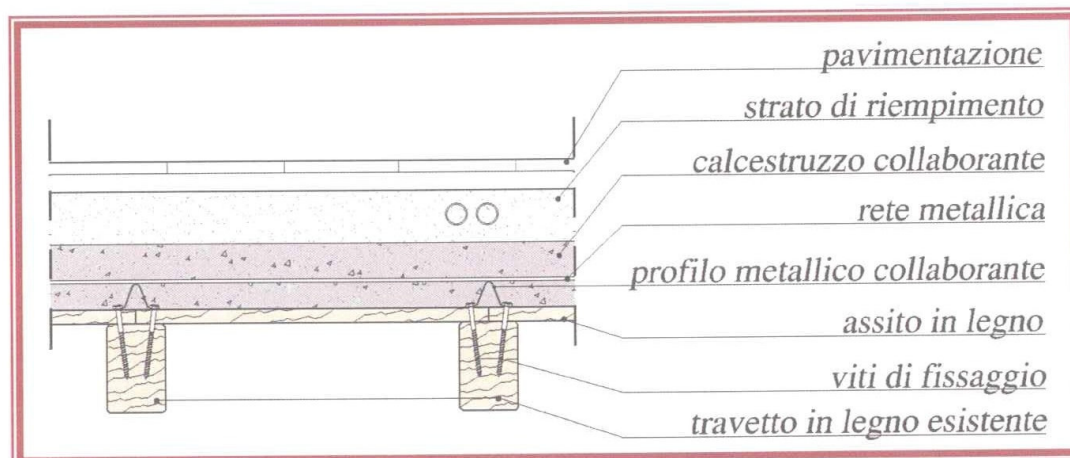 pavimentazione
strato di riempimento
calcestruzzo collaborante
rete metallica
profilo metallico collaborante
assito in legno
viti di fissaggio
travetto in legno esistente